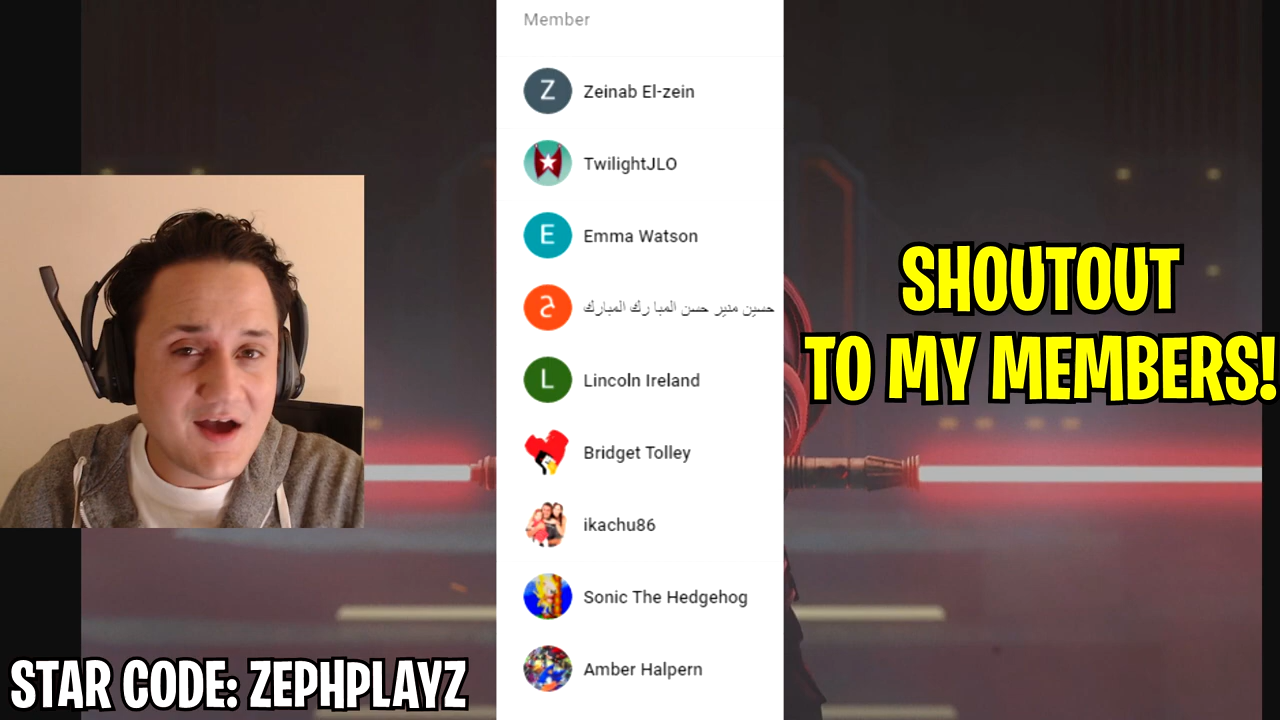 Member
Z
Zeinab El-zein
TwilightJLO
E
Emma Watson
ح
حسين منير حسن المبا رك المبارك
L
Lincoln Ireland
Bridget Tolley
ikachu86
Sonic The Hedgehog
Amber Halpern
SHOUTOUT
TO MY MEMBERS!
STAR CODE: ZEPHPLAYZ